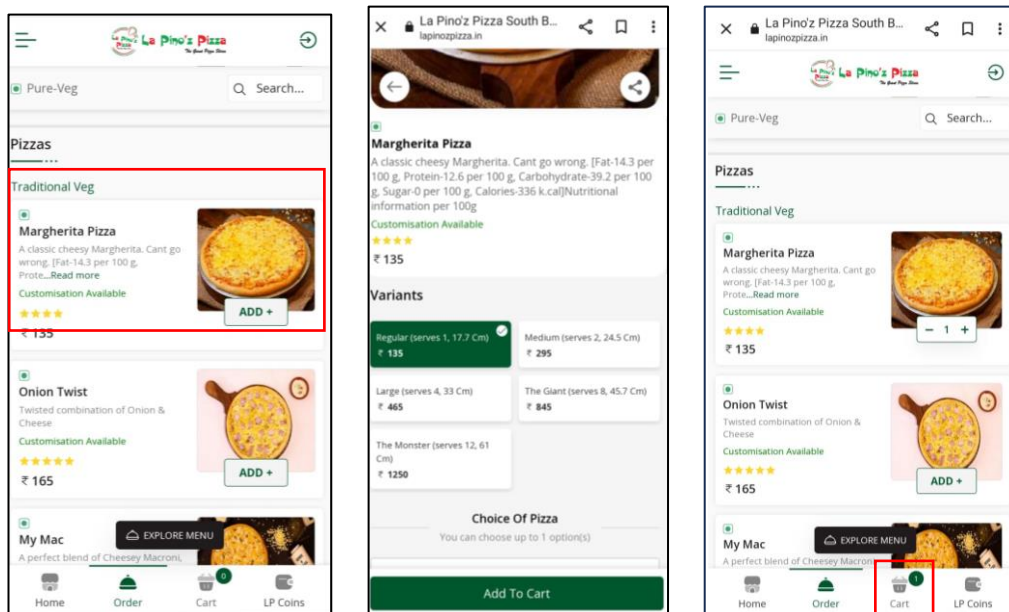 La Pino'z Pizza
The Great Pizza Show
Pure-Veg
Search...
Pizzas
Traditional Veg
Margherita Pizza
A classic cheesy Margherita. Cant go
wrong. [Fat-14.3 per 100 g,
Prote...Read more
Customisation Available
ADD +
₹ 135
Onion Twist
Twisted combination of Onion &
Cheese
Customisation Available
ADD +
₹ 165
My Mac
EXPLORE MENU
A perfect blend of Cheesey Macroni,
0
Home Order Cart LP Coins
La Pino'z Pizza South B...
lapinozpizza.in
Margherita Pizza
A classic cheesy Margherita. Cant go wrong. [Fat-14.3 per
100 g, Protein-12.6 per 100 g, Carbohydrate-39.2 per 100
g, Sugar-0 per 100 g, Calories-336 k.cal]Nutritional
information per 100g
Customisation Available
₹ 135
Variants
Regular (serves 1, 17.7 Cm)
₹ 135
Medium (serves 2, 24.5 Cm)
₹ 295
Large (serves 4, 33 Cm)
₹ 465
The Giant (serves 8, 45.7 Cm)
₹ 845
The Monster (serves 12, 61
Cm)
₹ 1250
Choice Of Pizza
You can choose up to 1 option(s)
Add To Cart
La Pino'z Pizza South B...
lapinozpizza.in
La Pino'z Pizza
The Great Pizza Show
Pure-Veg
Search...
Pizzas
Traditional Veg
Margherita Pizza
A classic cheesy Margherita. Cant go
wrong. [Fat-14.3 per 100 g,
Prote...Read more
Customisation Available
− 1 +
₹ 135
Onion Twist
Twisted combination of Onion &
Cheese
Customisation Available
ADD +
₹ 165
My Mac
EXPLORE MENU
A perfect blend of Cheesey Macroni
1
Home Order Cart LP Coins